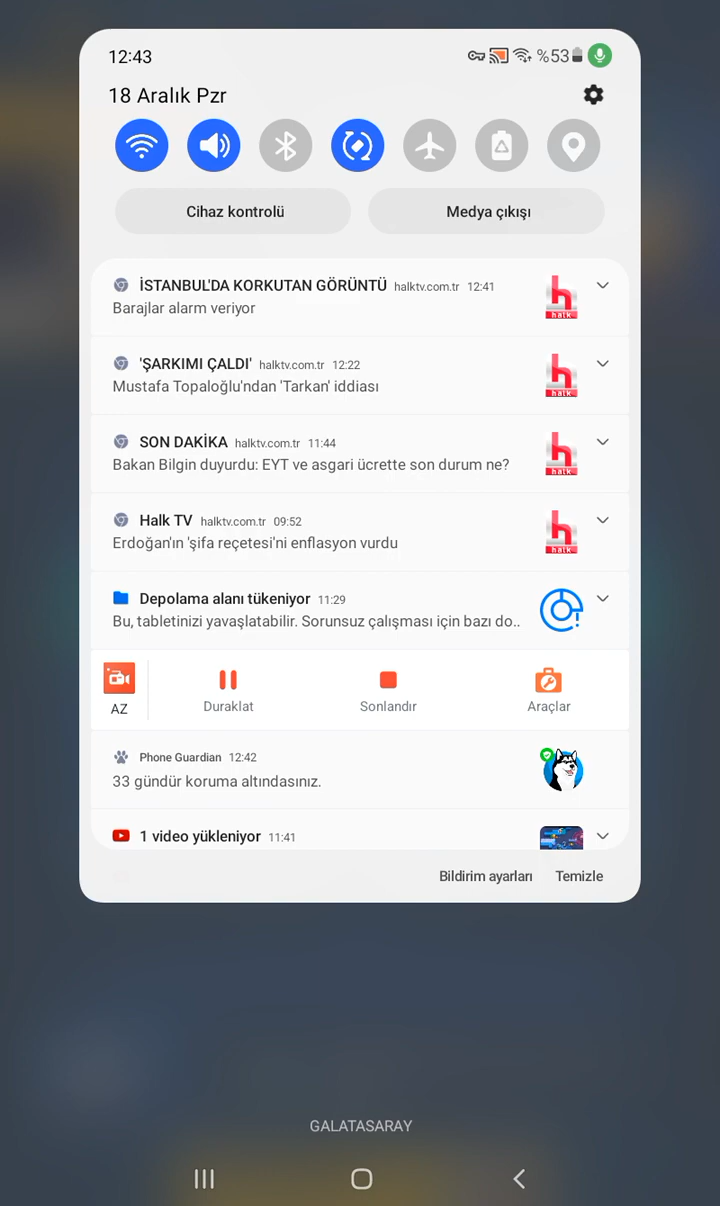 12:43
%53
18 Aralık Pzr
Cihaz kontrolü
Medya çıkışı
İSTANBUL'DA KORKUTAN GÖRÜNTÜ halktv.com.tr 12:41
Barajlar alarm veriyor
halk
'ŞARKIMI ÇALDI' halktv.com.tr 12:22
Mustafa Topaloğlu'ndan 'Tarkan' iddiası
halk
SON DAKİKA halktv.com.tr 11:44
Bakan Bilgin duyurdu: EYT ve asgari ücrette son durum ne?
halk
Halk TV halktv.com.tr 09:52
Erdoğan'ın 'şifa reçetesi'ni enflasyon vurdu
halk
Depolama alanı tükeniyor 11:29
Bu, tabletinizi yavaşlatabilir. Sorunsuz çalışması için bazı do..
AZ
Duraklat
Sonlandır
Araçlar
Phone Guardian 12:42
33 gündür koruma altındasınız.
1 video yükleniyor 11:41
Bildirim ayarları
Temizle
GALATASARAY